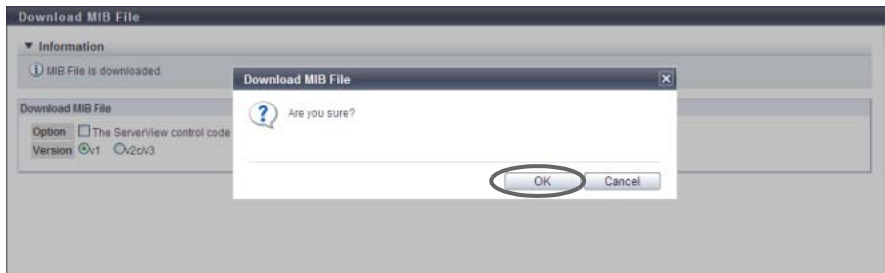 Download MIB File
▼ Information
MIB File is downloaded.
Download MIB File
Are you sure?
OK Cancel
Download MIB File
Option The ServerView control code
Version v1 v2c/v3